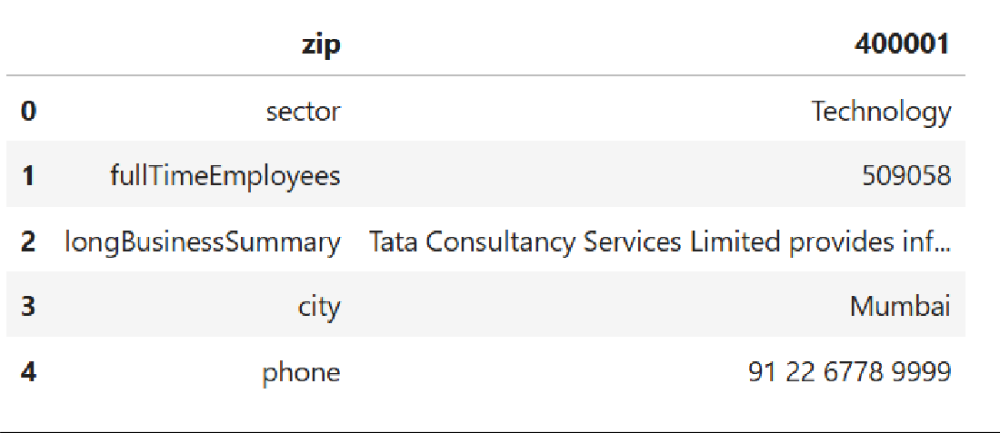 zip 400001
0 sector Technology
1 fullTimeEmployees 509058
2 longBusinessSummary Tata Consultancy Services Limited provides inf...
3 city Mumbai
4 phone 91 22 6778 9999